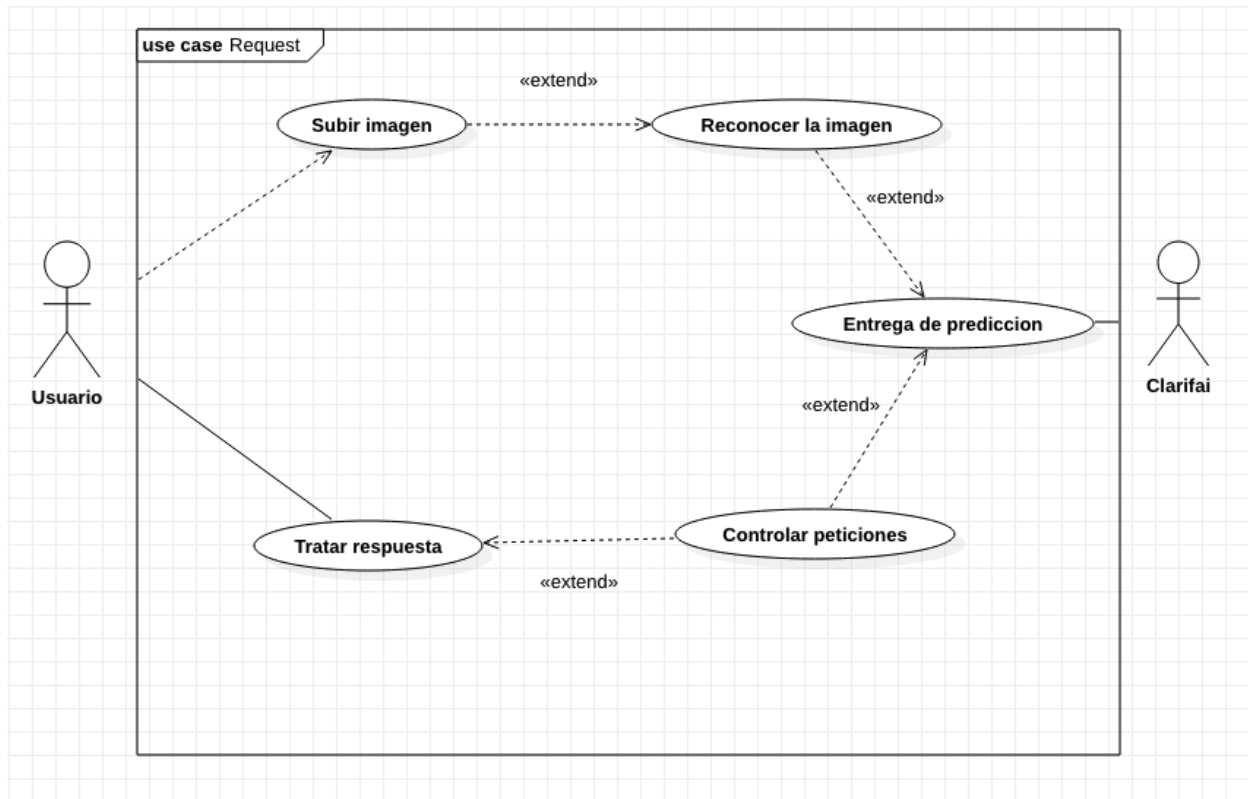 use case Request
«extend»
Subir imagen
Reconocer la imagen
«extend»
Entrega de prediccion
Usuario
Clarifai
«extend»
Controlar peticiones
Tratar respuesta
«extend»